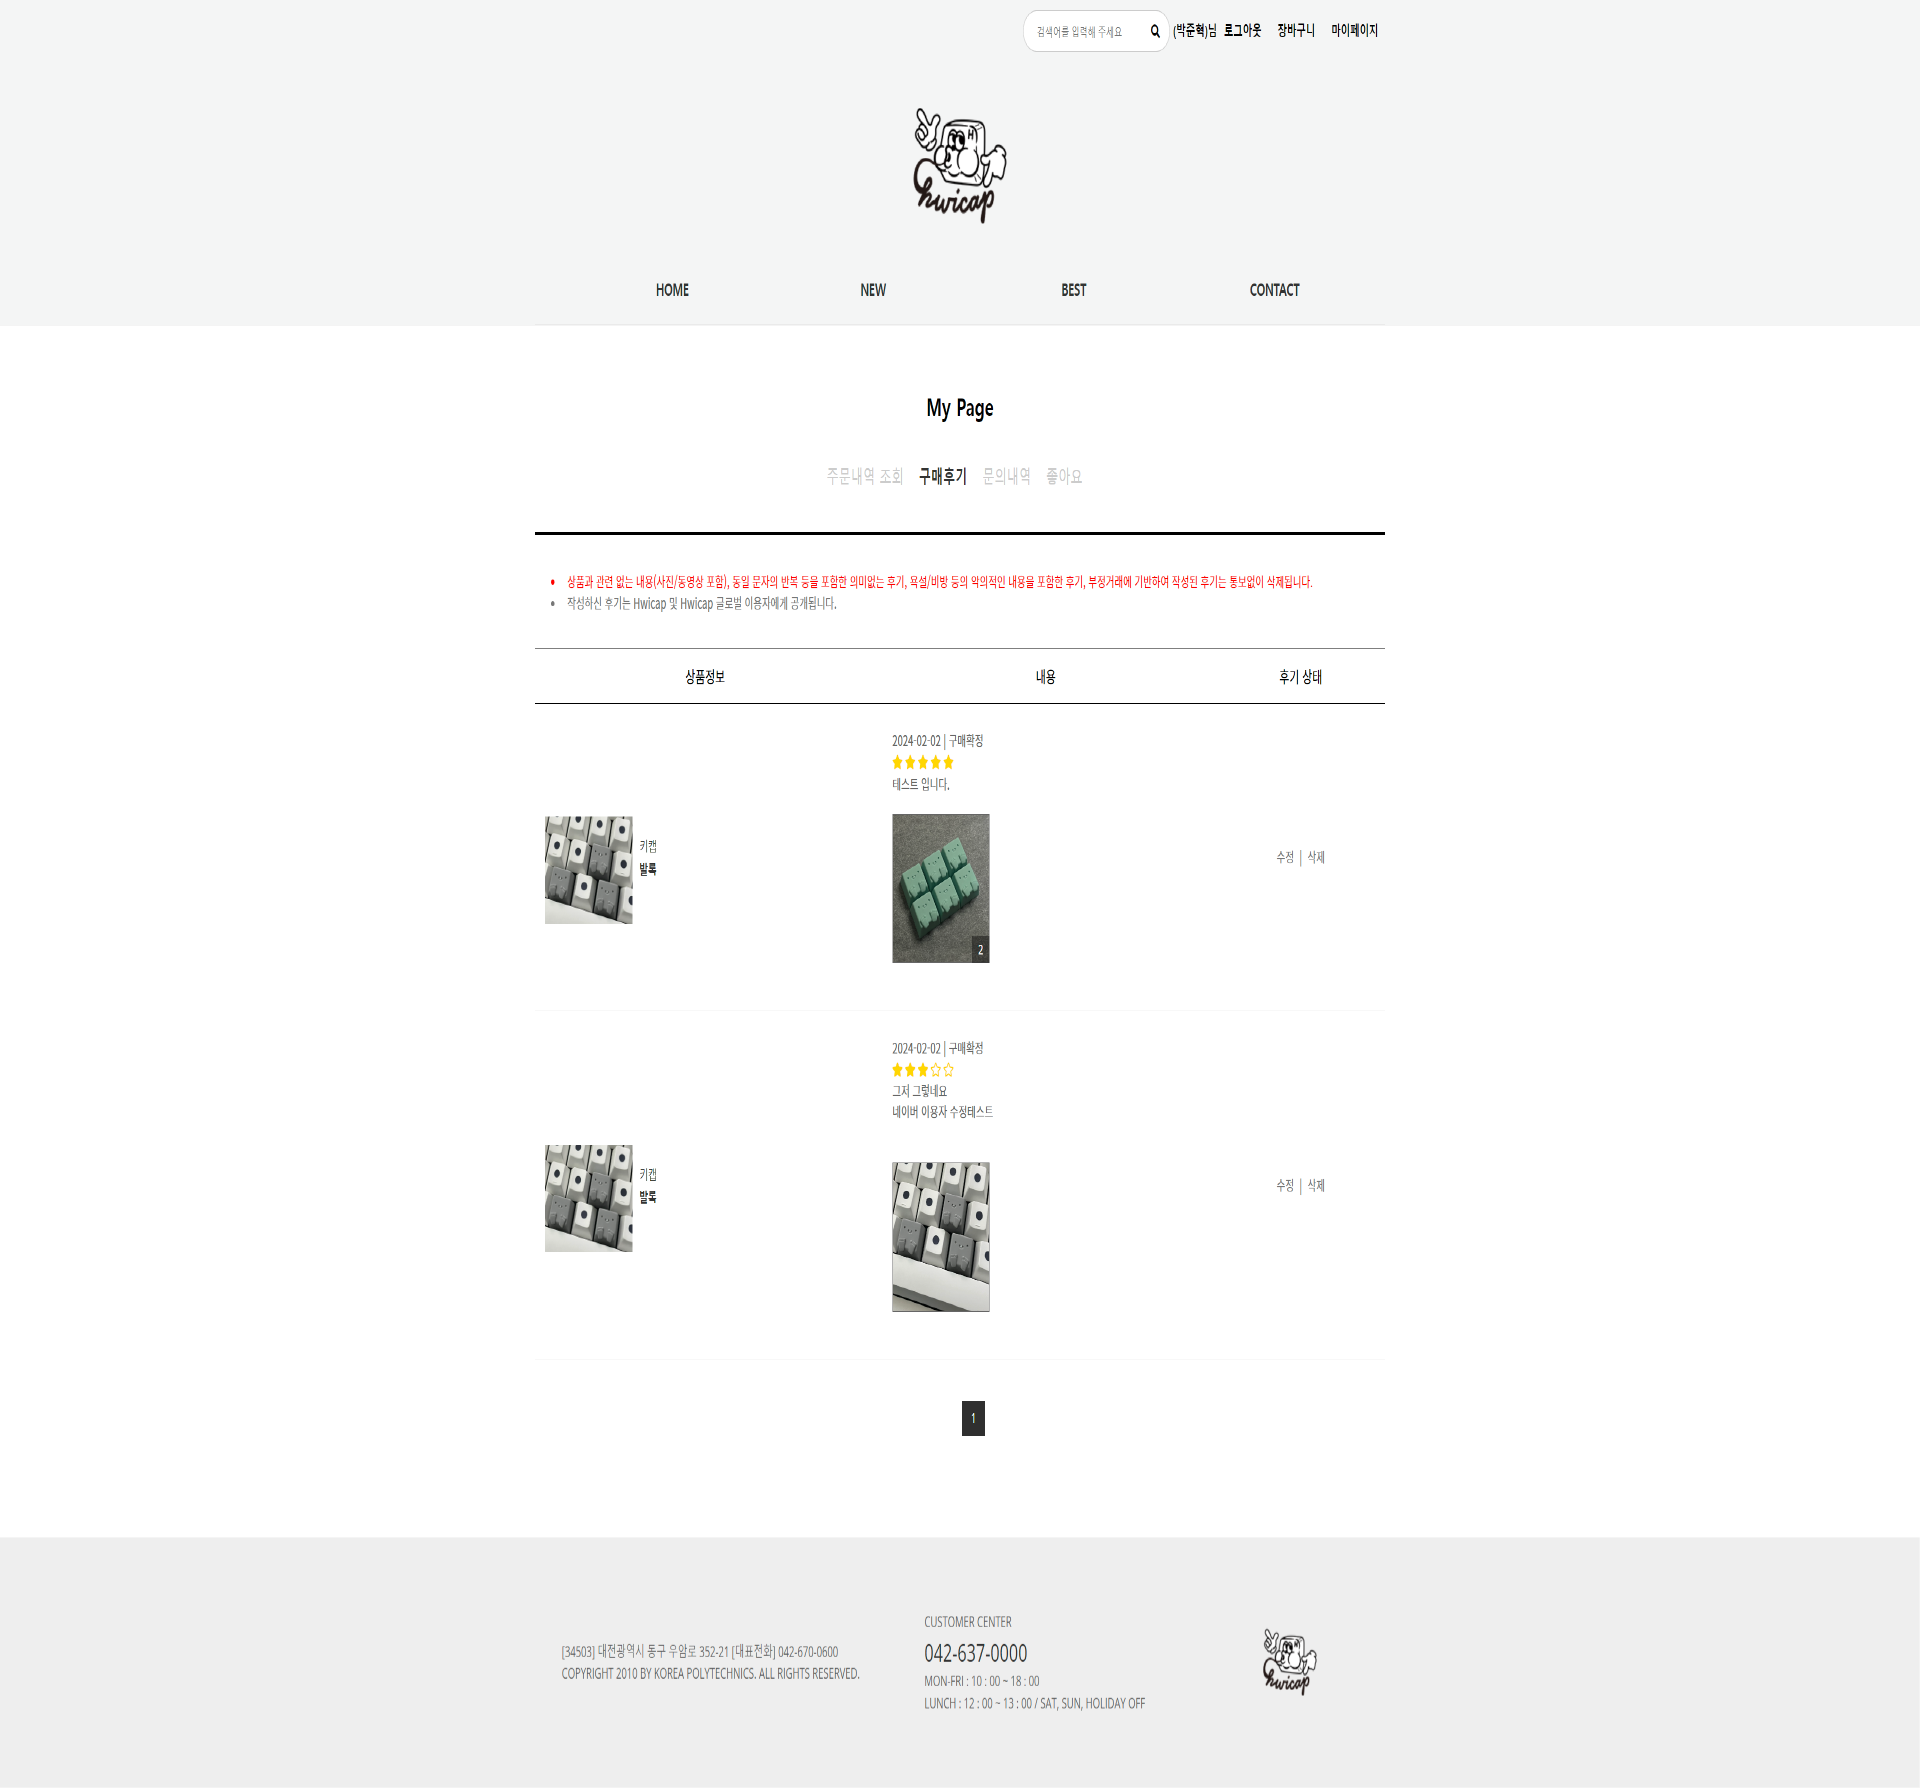 검색어를 입력해 주세요
(박준혁)님 로그아웃 장바구니 마이페이지
H
hwicap
HOME NEW BEST CONTACT
My Page
주문내역 조회 구매후기 문의내역 좋아요
• 상품과 관련 없는 내용(사진/동영상 포함), 동일 문자의 반복 등을 포함한 의미없는 후기, 욕설/비방 등의 악의적인 내용을 포함한 후기, 부정거래에 기반하여 작성된 후기는 통보없이 삭제됩니다.
• 작성하신 후기는 Hwicap 및 Hwicap 글로벌 이용자에게 공개됩니다.
상품정보 내용 후기 상태
2024-02-02 | 구매확정
테스트 입니다.
키캡
발록
2
수정 | 삭제
2024-02-02 | 구매확정
그저 그렇네요
네이버 이용자 수정테스트
키캡
발록
수정 | 삭제
1
[34503] 대전광역시 동구 우암로 352-21 [대표전화] 042-670-0600
COPYRIGHT 2010 BY KOREA POLYTECHNICS. ALL RIGHTS RESERVED.
CUSTOMER CENTER
042-637-0000
MON-FRI : 10 : 00 ~ 18 : 00
LUNCH : 12 : 00 ~ 13 : 00 / SAT, SUN, HOLIDAY OFF
hwicap